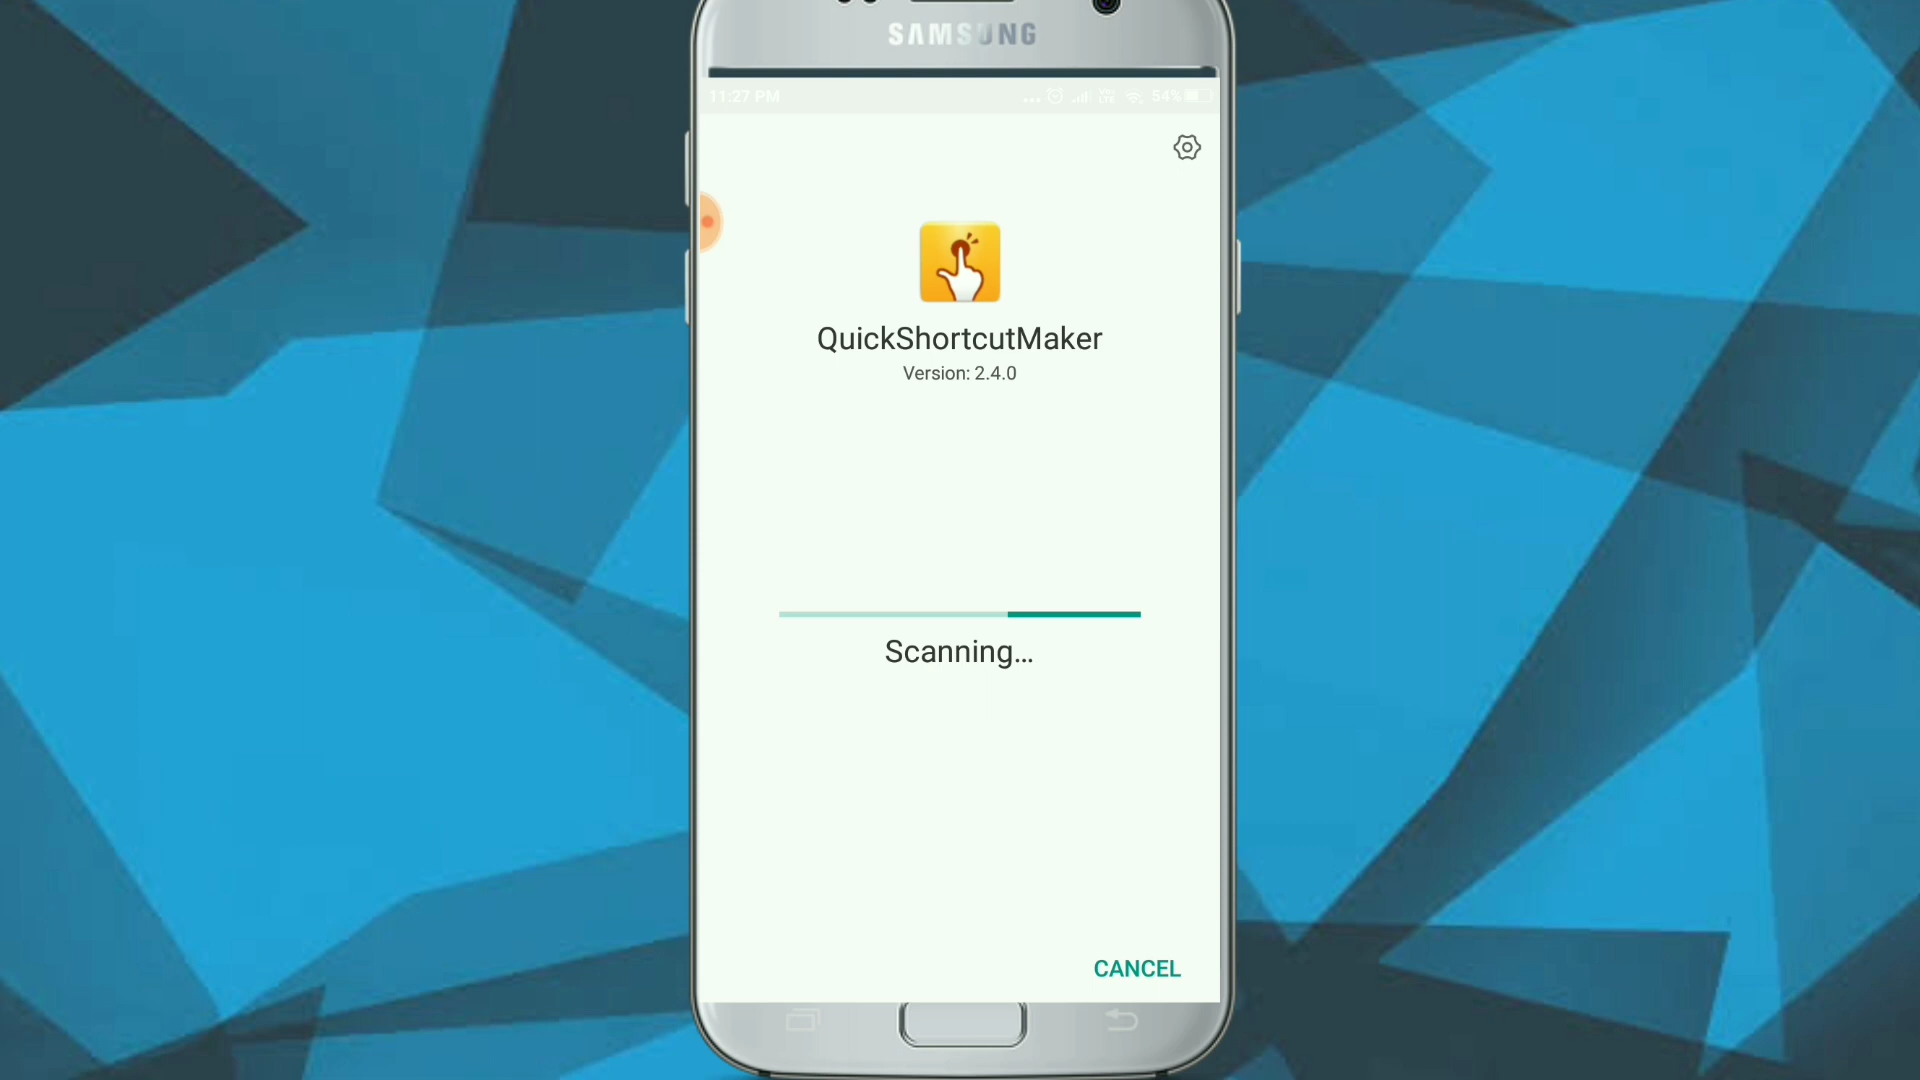 SAMSUNG
11:27 PM 54%
QuickShortcutMaker
Version: 2.4.0
Scanning...
CANCEL